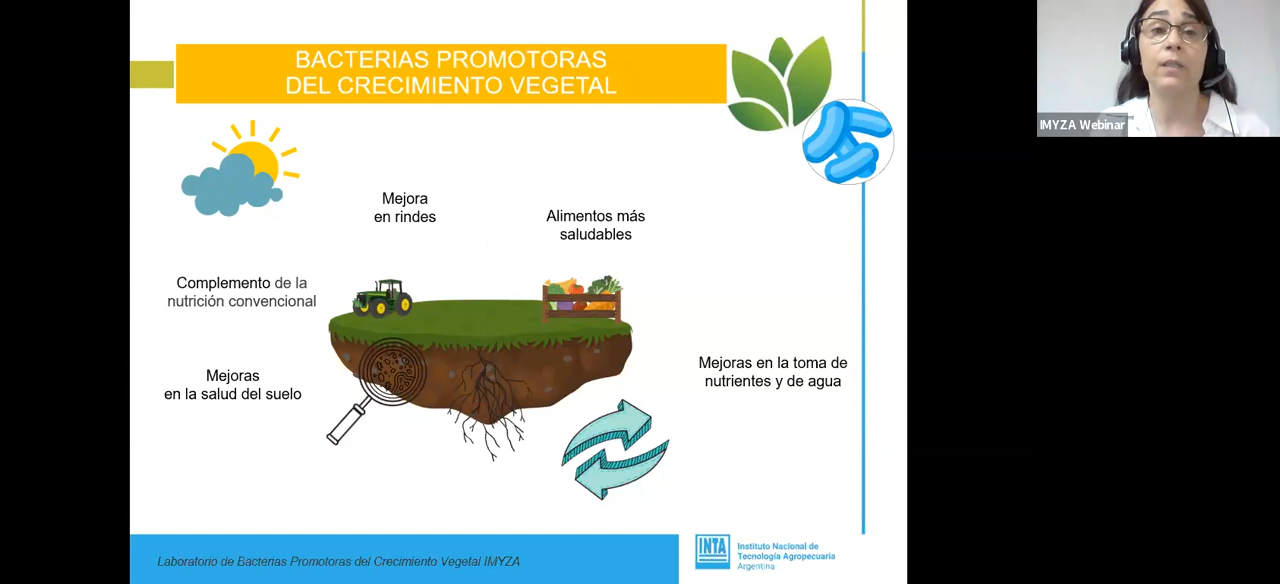 BACTERIAS PROMOTORAS
DEL CRECIMIENTO VEGETAL
IMYZA Webinar
Mejora
en rindes
Alimentos más
saludables
Complemento de la
nutrición convencional
Mejoras
en la salud del suelo
Mejoras en la toma de
nutrientes y de agua
Laboratorio de Bacterias Promotoras del Crecimiento Vegetal IMYZA
INTA
Instituto Nacional de
Tecnología Agropecuaria
Argentina